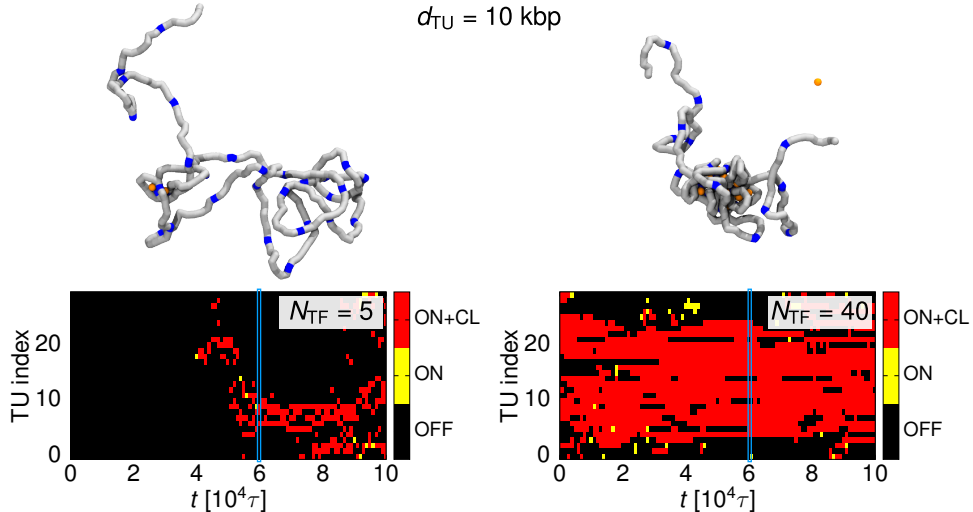 d_TU = 10 kbp
N_TF = 5
N_TF = 40
TU index
20
10
0
ON+CL
ON
OFF
0 2 4 6 8 10
t [10^4 τ]
TU index
20
10
0
ON+CL
ON
OFF
0 2 4 6 8 10
t [10^4 τ]